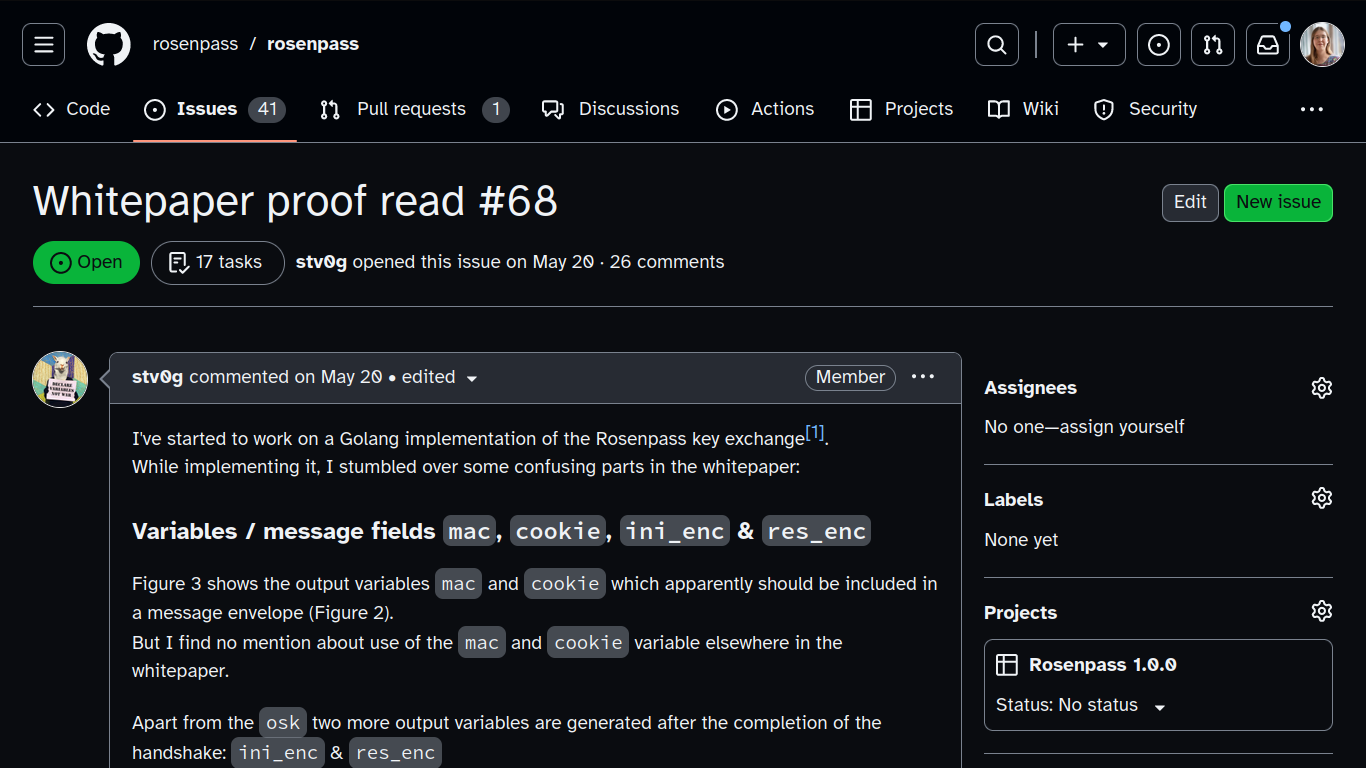 rosenpass / rosenpass
Code
Issues 41
Pull requests 1
Discussions
Actions
Projects
Wiki
Security
Whitepaper proof read #68
Edit
New issue
Open
17 tasks
stv0g opened this issue on May 20 · 26 comments
DECLARE
VARIABLES
NOT WAR
stv0g commented on May 20 • edited
Member
I've started to work on a Golang implementation of the Rosenpass key exchange[1].
While implementing it, I stumbled over some confusing parts in the whitepaper:
Variables / message fields mac, cookie, ini_enc & res_enc
Figure 3 shows the output variables mac and cookie which apparently should be included in
a message envelope (Figure 2).
But I find no mention about use of the mac and cookie variable elsewhere in the
whitepaper.
Apart from the osk two more output variables are generated after the completion of the
handshake: ini_enc & res_enc
Assignees
No one—assign yourself
Labels
None yet
Projects
Rosenpass 1.0.0
Status: No status